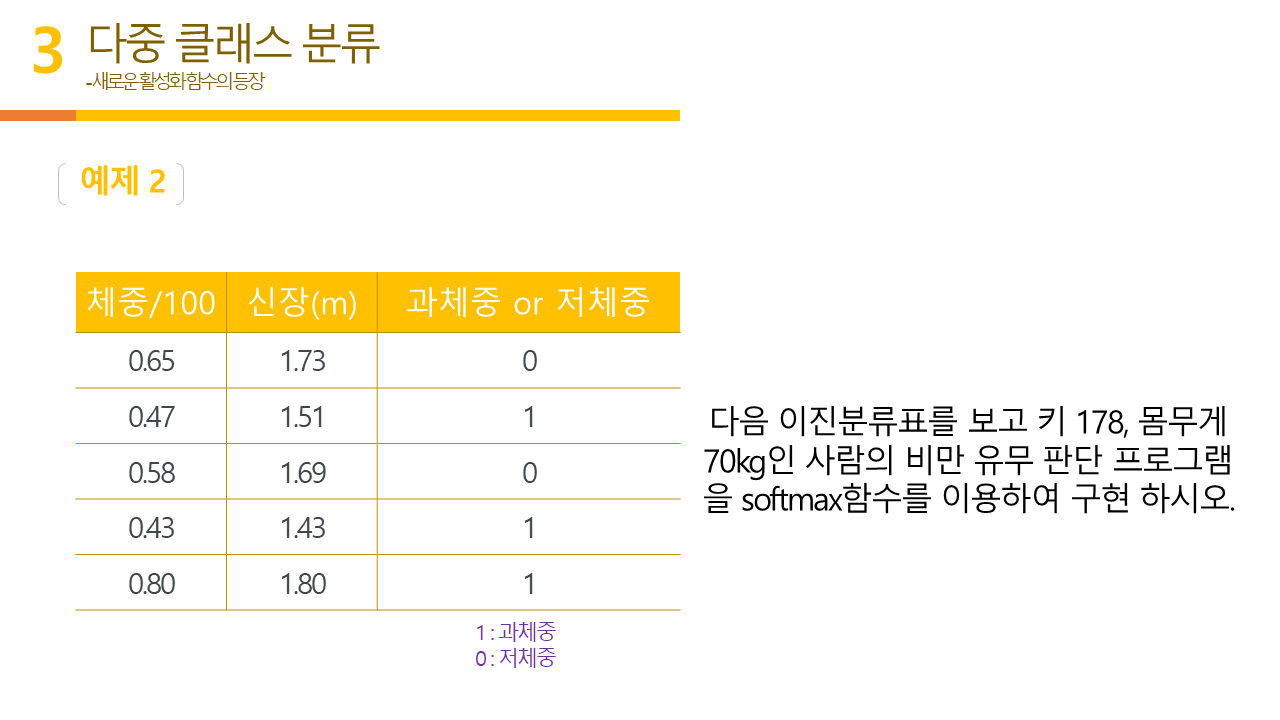 3 다중 클래스 분류
-새로운 활성화 함수의 등장
예제 2
체중/100 신장(m) 과체중 or 저체중
0.65 1.73 0
0.47 1.51 1
0.58 1.69 0
0.43 1.43 1
0.80 1.80 1
1 : 과체중
0 : 저체중
다음 이진분류표를 보고 키 178, 몸무게
70kg인 사람의 비만 유무 판단 프로그램
을 softmax함수를 이용하여 구현 하시오.